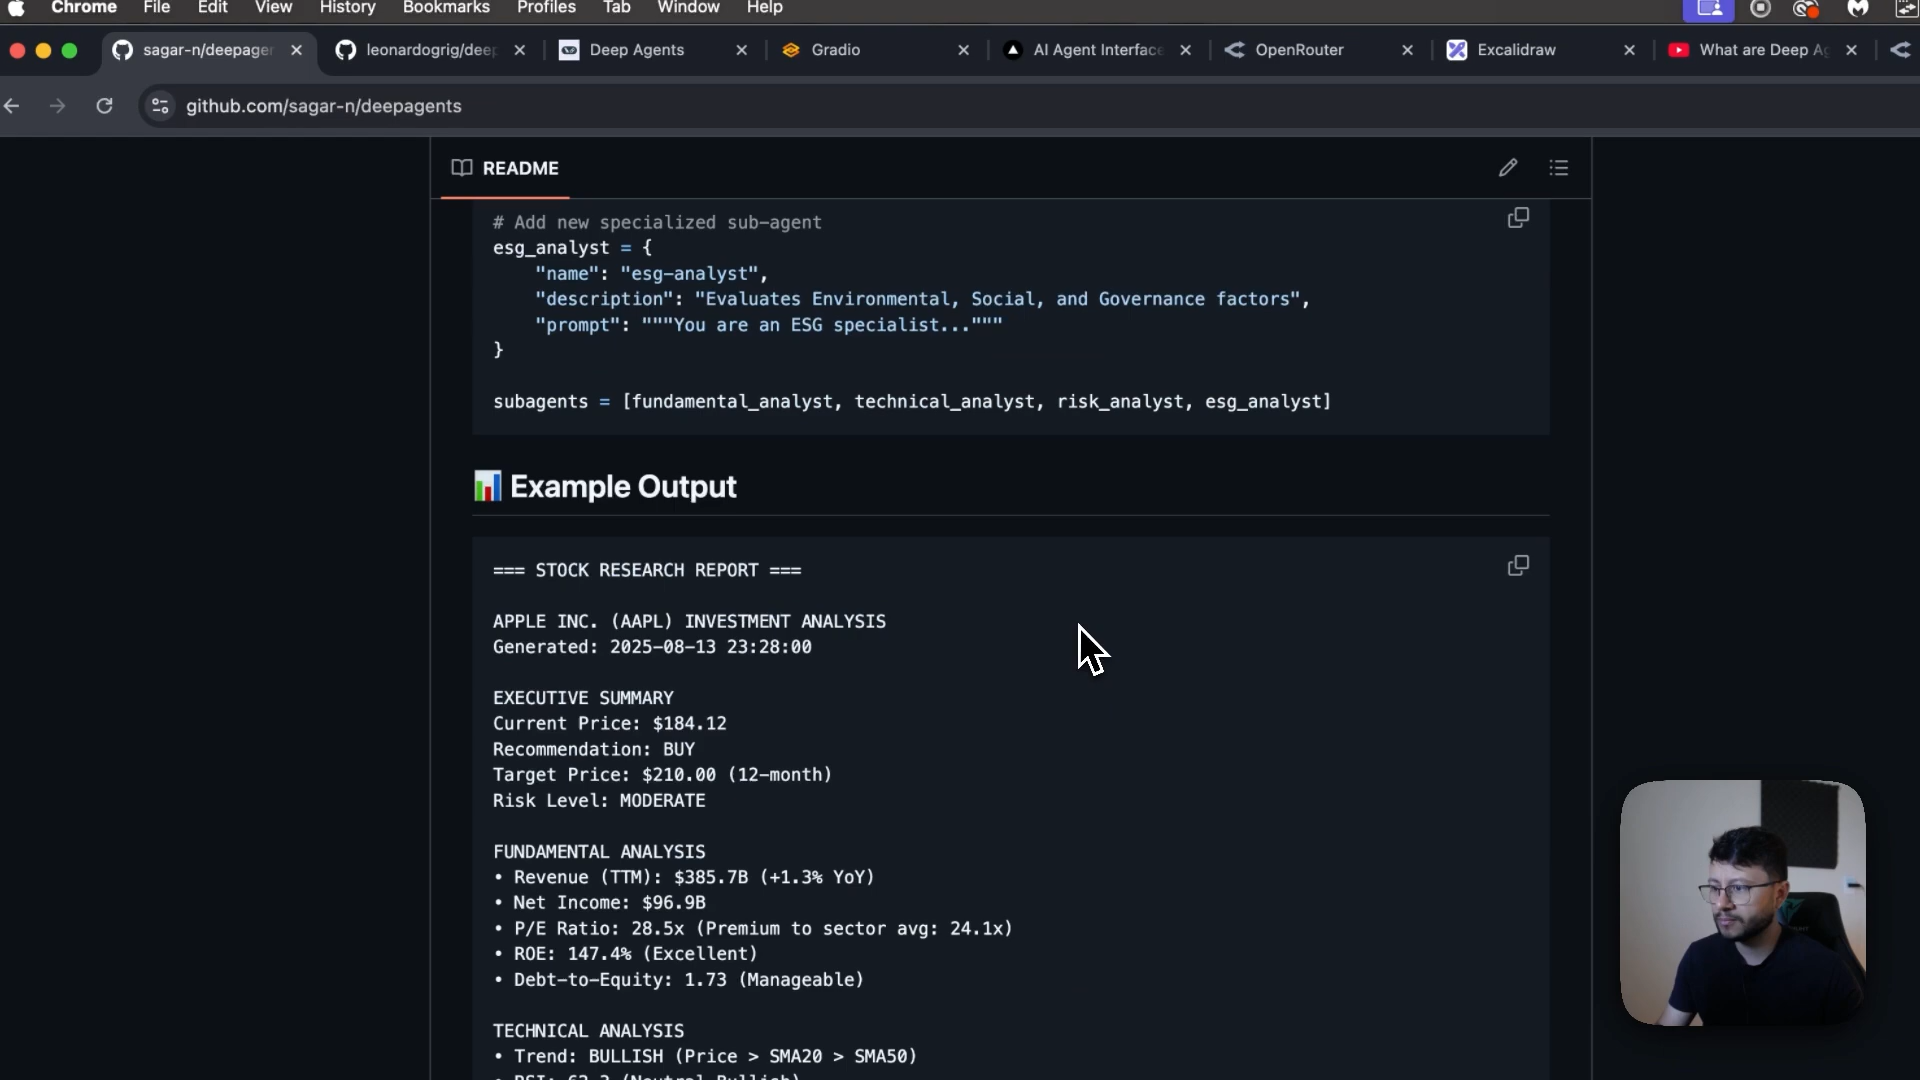 Chrome File Edit View History Bookmarks Profiles Tab Window Help
sagar-n/deepager
leonardogrig/deep
Deep Agents
Gradio
AI Agent Interface
OpenRouter
Excalidraw
What are Deep Ag
github.com/sagar-n/deepagents
README
# Add new specialized sub-agent
esg_analyst = {
"name": "esg-analyst",
"description": "Evaluates Environmental, Social, and Governance factors",
"prompt": """You are an ESG specialist..."""
}
subagents = [fundamental_analyst, technical_analyst, risk_analyst, esg_analyst]
📊 Example Output
=== STOCK RESEARCH REPORT ===
APPLE INC. (AAPL) INVESTMENT ANALYSIS
Generated: 2025-08-13 23:28:00
EXECUTIVE SUMMARY
Current Price: $184.12
Recommendation: BUY
Target Price: $210.00 (12-month)
Risk Level: MODERATE
FUNDAMENTAL ANALYSIS
• Revenue (TTM): $385.7B (+1.3% YoY)
• Net Income: $96.9B
• P/E Ratio: 28.5x (Premium to sector avg: 24.1x)
• ROE: 147.4% (Excellent)
• Debt-to-Equity: 1.73 (Manageable)
TECHNICAL ANALYSIS
• Trend: BULLISH (Price > SMA20 > SMA50)